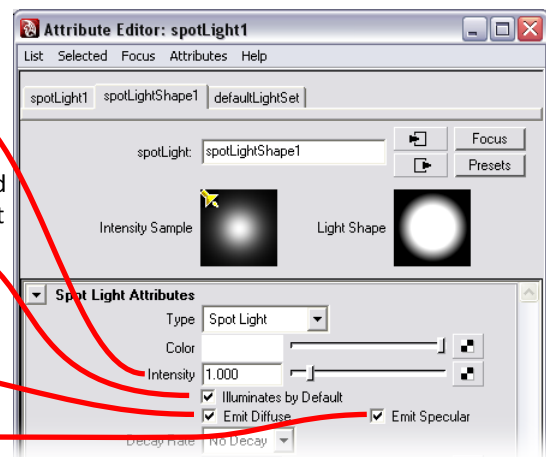 Attribute Editor: spotLight1
List Selected Focus Attributes Help
spotLight1 spotLightShape1 defaultLightSet
spotLight: spotLightShape1
Focus
Presets
d
t
Intensity Sample
Light Shape
Spot Light Attributes
Type Spot Light
Color
Intensity 1.000
Illuminates by Default
Emit Diffuse Emit Specular
Decay Rate No Decay